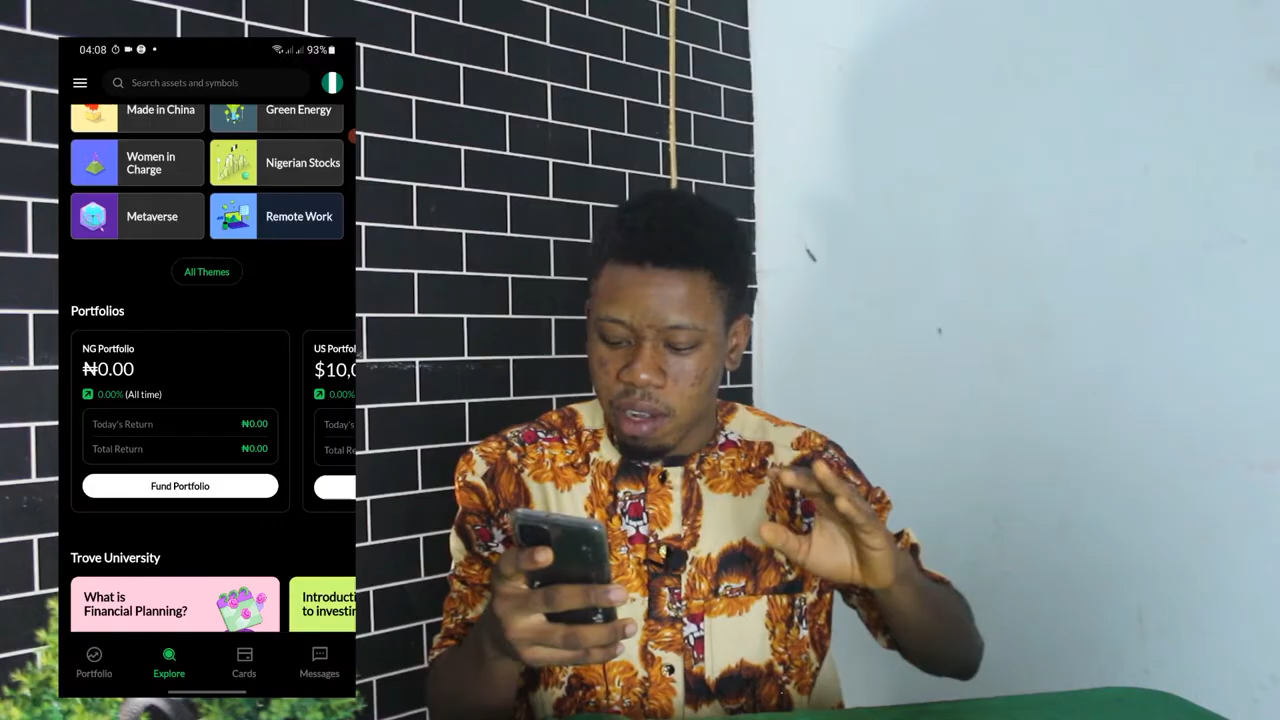 04:08
93%
Search assets and symbols
Made in China
Green Energy
Women in
Charge
Nigerian Stocks
Metaverse
Remote Work
All Themes
Portfolios
NG Portfolio
₦0.00
0.00% (All time)
Today's Return ₦0.00
Total Return ₦0.00
Fund Portfolio
US Portfol
$10,0
0.00%
Today's
Total Re
Trove University
What is
Financial Planning?
Introducti
to investin
Portfolio
Explore
Cards
Messages